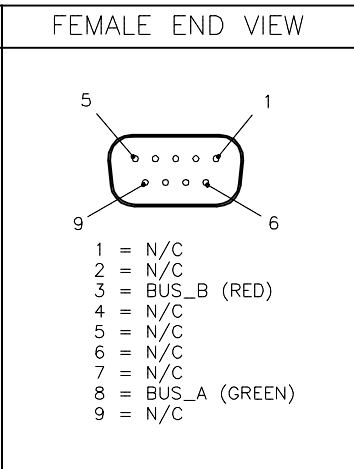 FEMALE END VIEW
5 1
9 6
1 = N/C
2 = N/C
3 = BUS_B (RED)
4 = N/C
5 = N/C
6 = N/C
7 = N/C
8 = BUS_A (GREEN)
9 = N/C